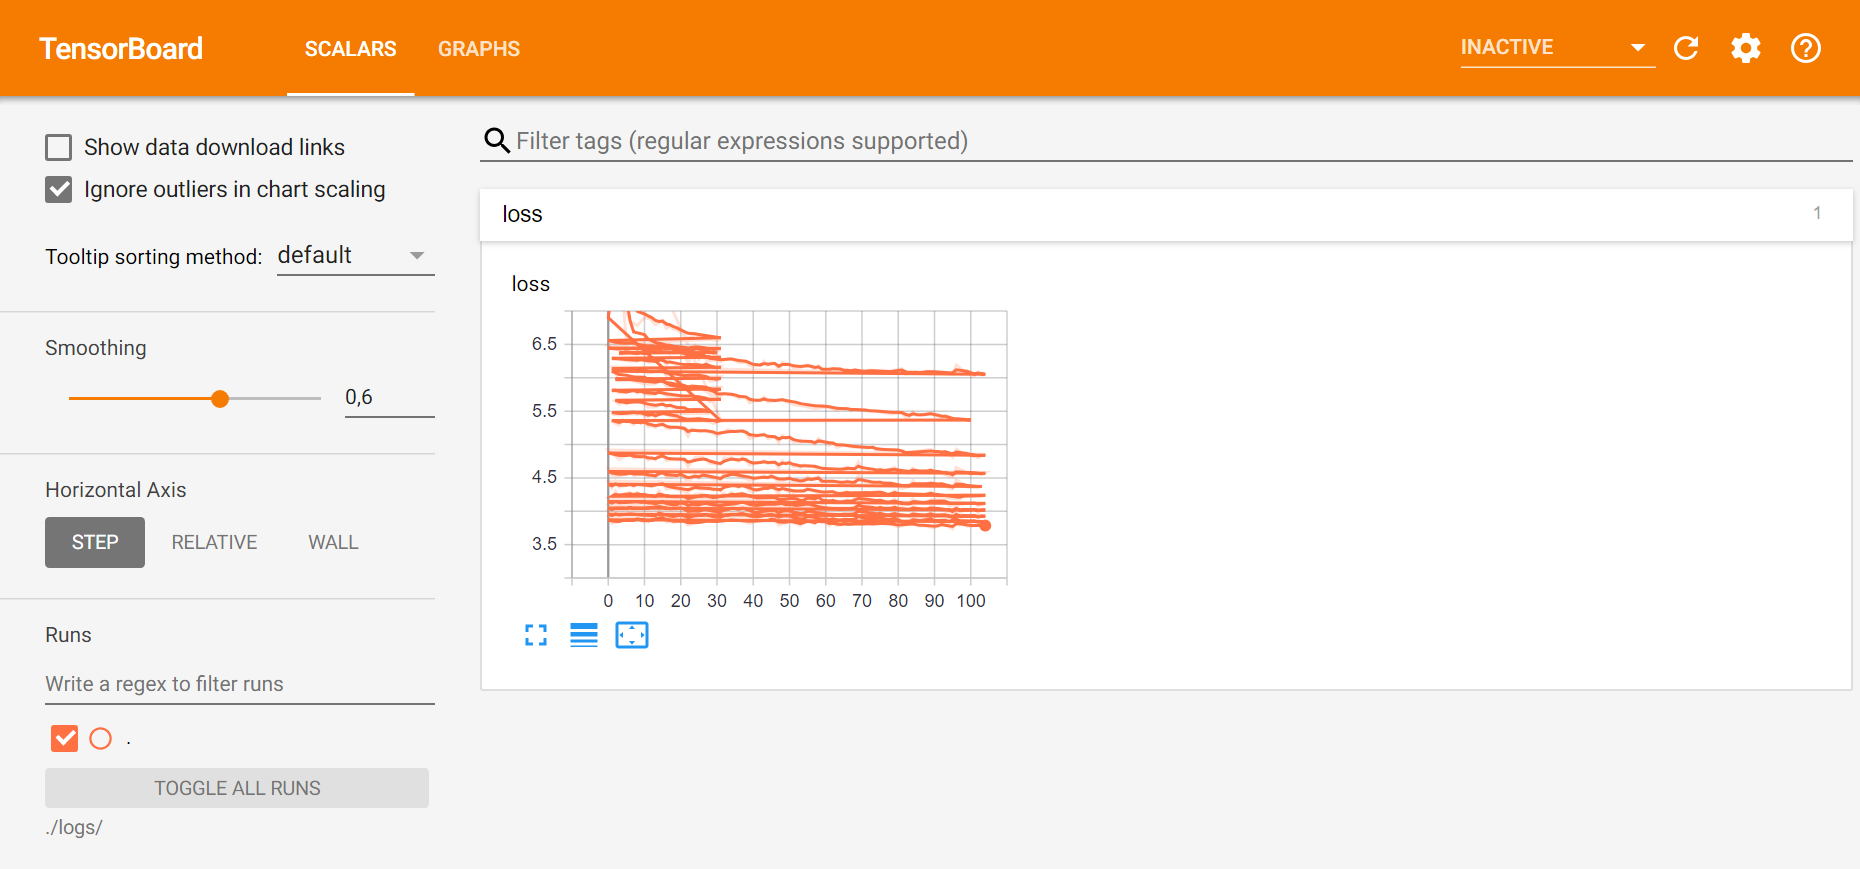 TensorBoard SCALARS GRAPHS INACTIVE
Show data download links
Ignore outliers in chart scaling
Tooltip sorting method: default
Smoothing
0,6
Horizontal Axis
STEP RELATIVE WALL
Runs
Write a regex to filter runs
.
TOGGLE ALL RUNS
./logs/
Filter tags (regular expressions supported)
loss 1
loss
6.5
5.5
4.5
3.5
0 10 20 30 40 50 60 70 80 90 100